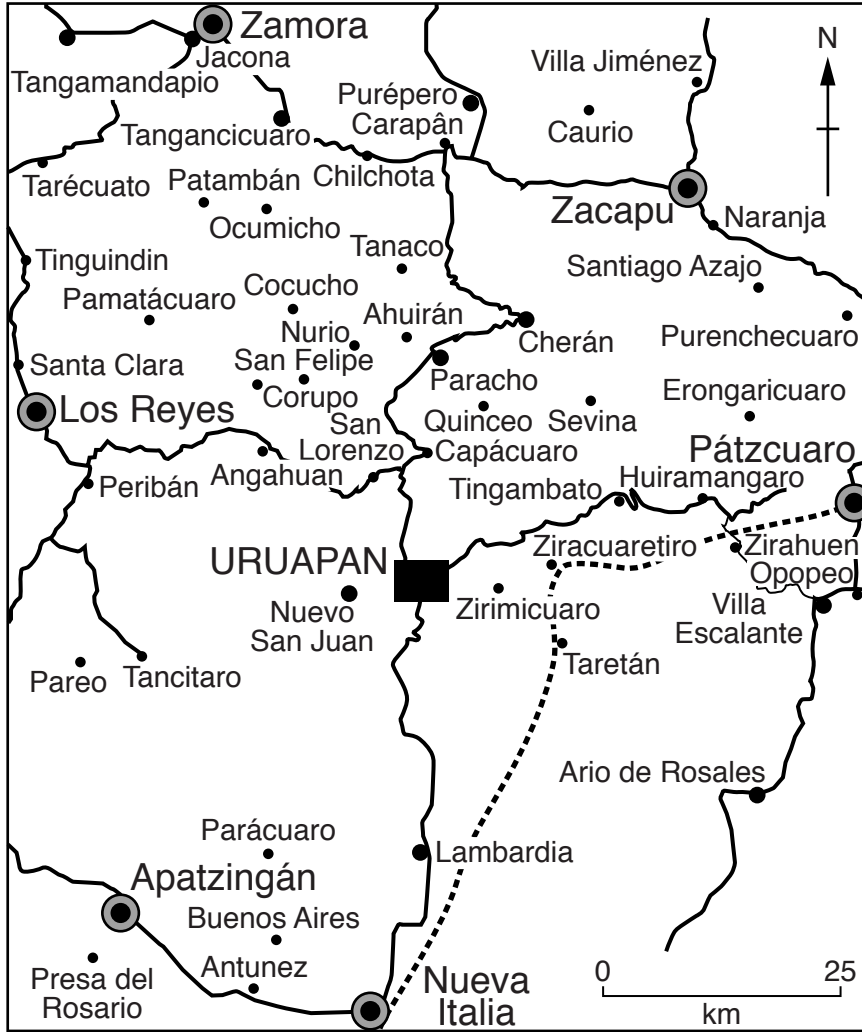 Zamora
N
Jacona
Villa Jiménez
Tangamandapio
Purépero
Tangancicuaro
Carapân
Caurio
Tarécuato
Patambán
Chilchota
Ocumicho
Zacapu
Naranja
Tanaco
Tinguindin
Santiago Azajo
Pamatácuaro
Cocucho
Ahuirán
Nurio
Cherán
Purenchecuaro
Santa Clara
San Felipe
Paracho
Erongaricuaro
Los Reyes
Corupo
Quinceo
Sevina
San
Lorenzo
Capácuaro
Pátzcuaro
Angahuan
Peribán
Tingambato
Huiramangaro
URUAPAN
Ziracuaretiro
Zirahuen
Opopeo
Nuevo
San Juan
Zirimicuaro
Villa
Escalante
Pareo
Tancitaro
Taretán
Ario de Rosales
Parácuaro
Lambardia
Apatzingán
Buenos Aires
Presa del
Rosario
Antunez
Nueva
Italia
0
25
km